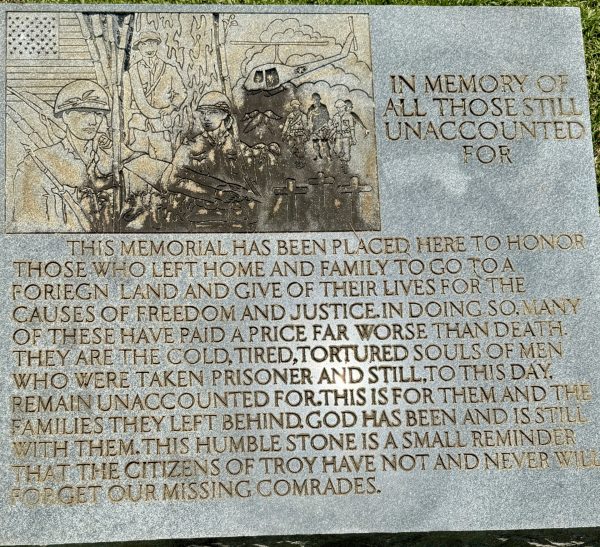 IN MEMORY OF
ALL THOSE STILL
UNACCOUNTED
FOR
THIS MEMORIAL HAS BEEN PLACED HERE TO HONOR
THOSE WHO LEFT HOME AND FAMILY TO GO TO A
FORIEGN LAND AND GIVE OF THEIR LIVES FOR THE
CAUSES OF FREEDOM AND JUSTICE. IN DOING SO, MANY
OF THESE HAVE PAID A PRICE FAR WORSE THAN DEATH.
THEY ARE THE COLD, TIRED, TORTURED SOULS OF MEN
WHO WERE TAKEN PRISONER AND STILL, TO THIS DAY,
REMAIN UNACCOUNTED FOR. THIS IS FOR THEM AND THE
FAMILIES THEY LEFT BEHIND. GOD HAS BEEN AND IS STILL
WITH THEM. THIS HUMBLE STONE IS A SMALL REMINDER
THAT THE CITIZENS OF TROY HAVE NOT AND NEVER WILL
FORGET OUR MISSING COMRADES.